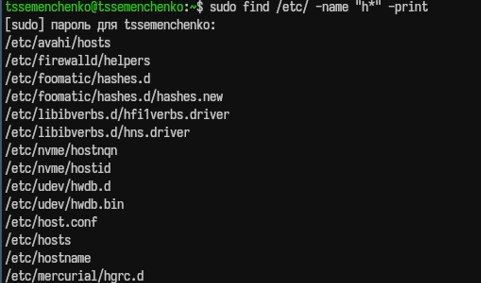 tssemenchenko@tssemenchenko:~$ sudo find /etc/ -name "h*" -print
[sudo] пароль для tssemenchenko:
/etc/avahi/hosts
/etc/firewalld/helpers
/etc/foomatic/hashes.d
/etc/foomatic/hashes.d/hashes.new
/etc/libibverbs.d/hfi1verbs.driver
/etc/libibverbs.d/hns.driver
/etc/nvme/hostnqn
/etc/nvme/hostid
/etc/udev/hwdb.d
/etc/udev/hwdb.bin
/etc/host.conf
/etc/hosts
/etc/hostname
/etc/mercurial/hgrc.d